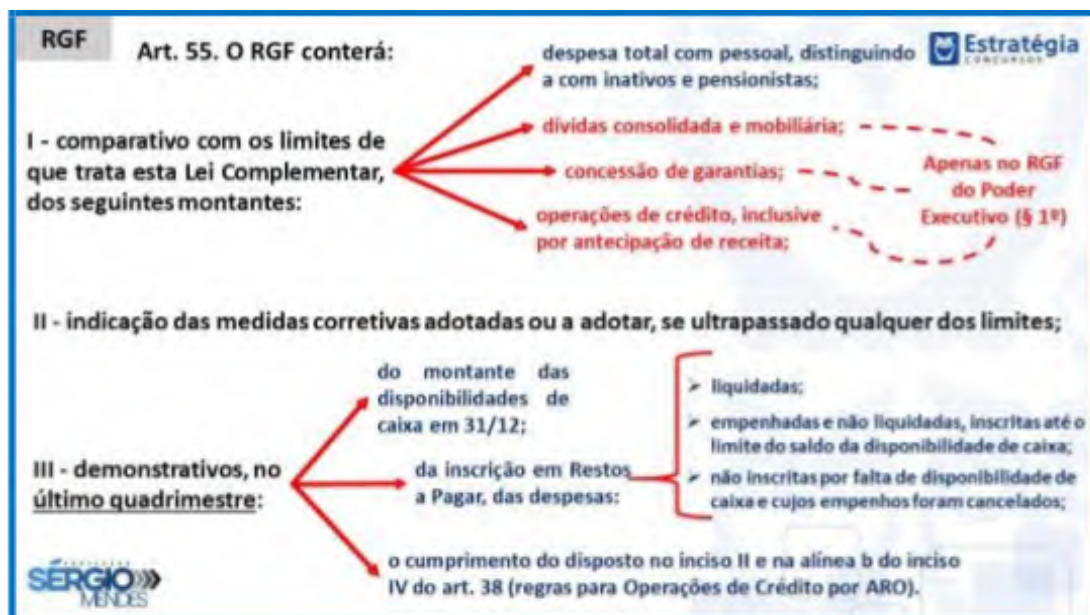 RGF
Art. 55. O RGF conterá:
Estratégia
CONCURSOS
I - comparativo com os limites de
que trata esta Lei Complementar,
dos seguintes montantes:
despesa total com pessoal, distinguindo
a com inativos e pensionistas;
dívidas consolidada e mobiliária;
concessão de garantias;
operações de crédito, inclusive
por antecipação de receita;
Apenas no RGF
do Poder
Executivo (§ 1º)
II - indicação das medidas corretivas adotadas ou a adotar, se ultrapassado qualquer dos limites;
III - demonstrativos, no
último quadrimestre:
do montante das
disponibilidades de
caixa em 31/12;
da inscrição em Restos
a Pagar, das despesas:
➢ liquidadas;
➢ empenhadas e não liquidadas, inscritas até o
limite do saldo da disponibilidade de caixa;
➢ não inscritas por falta de disponibilidade de
caixa e cujos empenhos foram cancelados;
o cumprimento do disposto no inciso II e na alínea b do inciso
IV do art. 38 (regras para Operações de Crédito por ARO).
SÉRGIO
MENDES